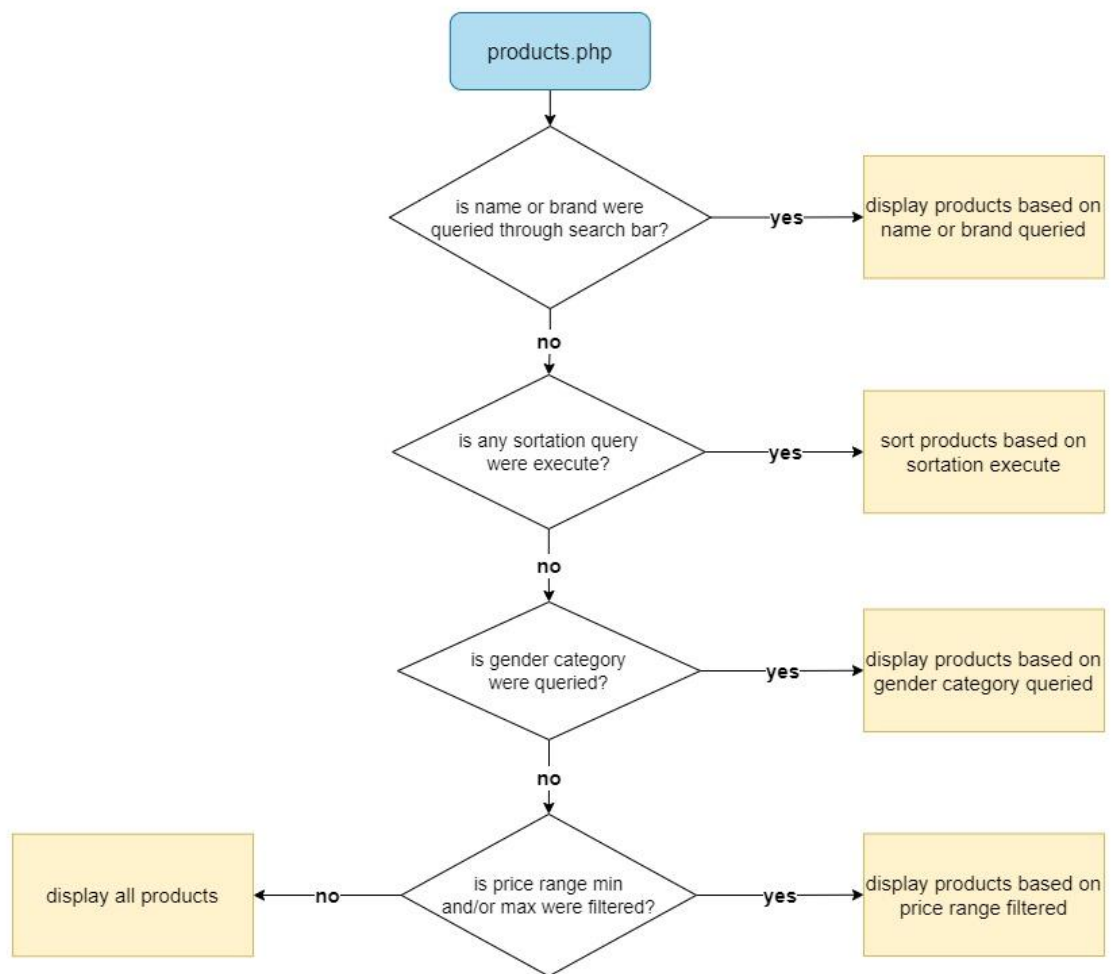 products.php
is name or brand were
queried through search bar?
yes
display products based on
name or brand queried
no
is any sortation query
were execute?
yes
sort products based on
sortation execute
no
is gender category
were queried?
yes
display products based on
gender category queried
no
display all products
no
is price range min
and/or max were filtered?
yes
display products based on
price range filtered